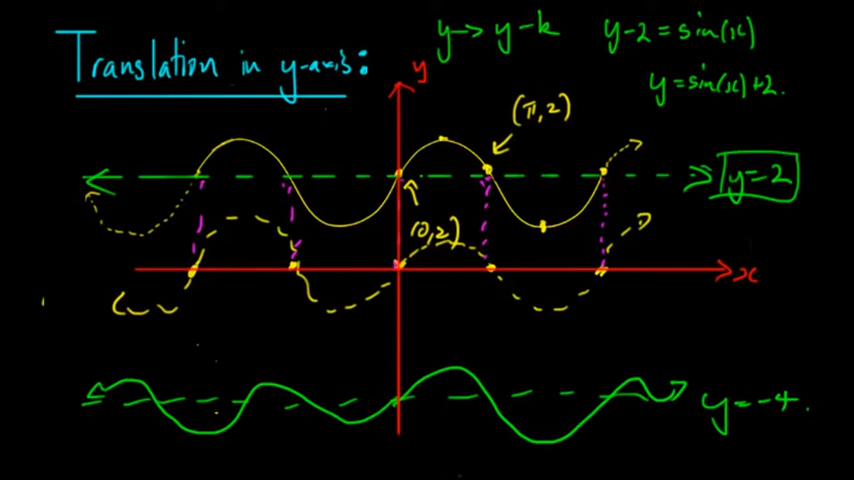 Translation in y-axis:
y→ y-k
y-2 = sin(x)
y = sin(x)+2.
y
(π,2)
y=2
(0,2)
x
y=-4.